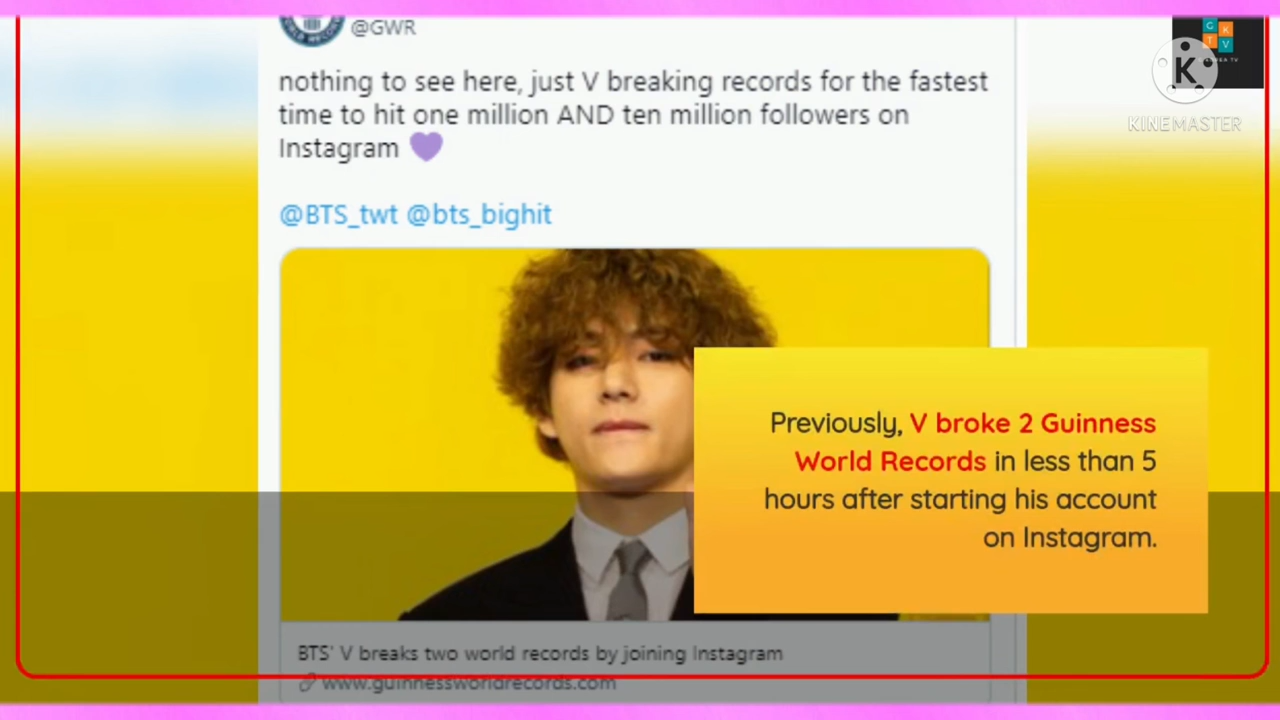 @GWR
nothing to see here, just V breaking records for the fastest
time to hit one million AND ten million followers on
Instagram 💜
@BTS_twt @bts_bighit
G K
T V
KINEMASTER
Previously, V broke 2 Guinness
World Records in less than 5
hours after starting his account
on Instagram.
BTS' V breaks two world records by joining Instagram
www.guinnessworldrecords.com